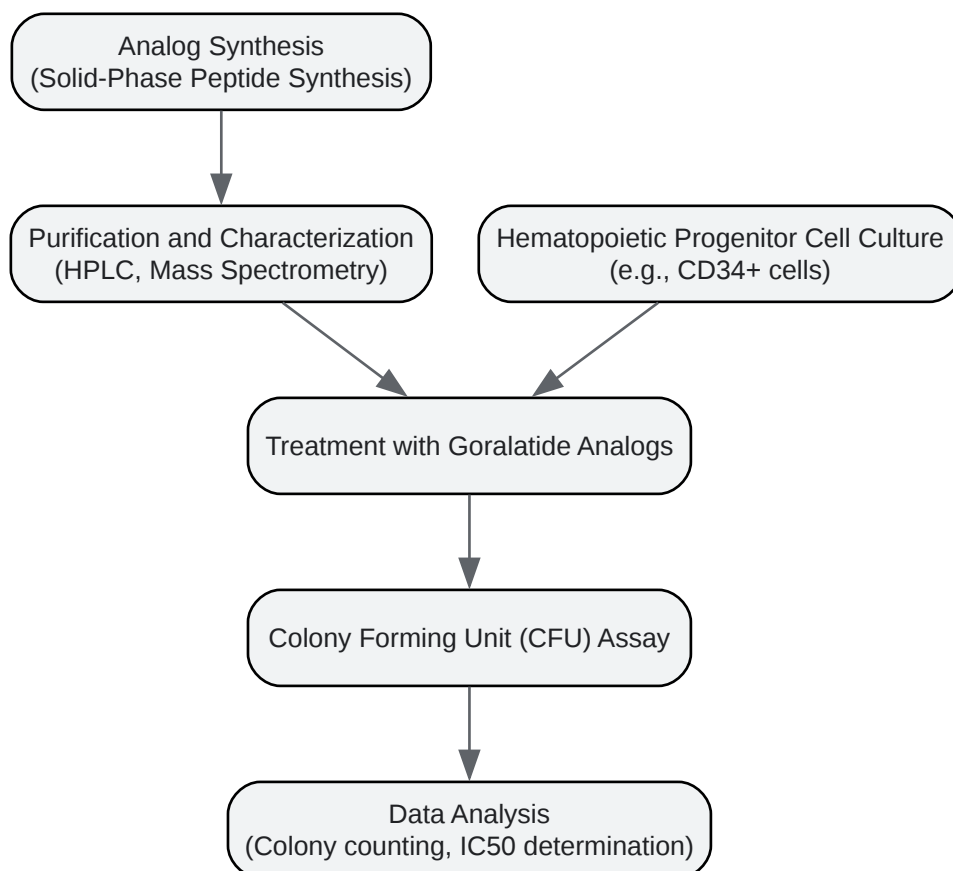 Analog Synthesis
(Solid-Phase Peptide Synthesis)
Purification and Characterization
(HPLC, Mass Spectrometry)
Hematopoietic Progenitor Cell Culture
(e.g., CD34+ cells)
Treatment with Goralatide Analogs
Colony Forming Unit (CFU) Assay
Data Analysis
(Colony counting, IC50 determination)